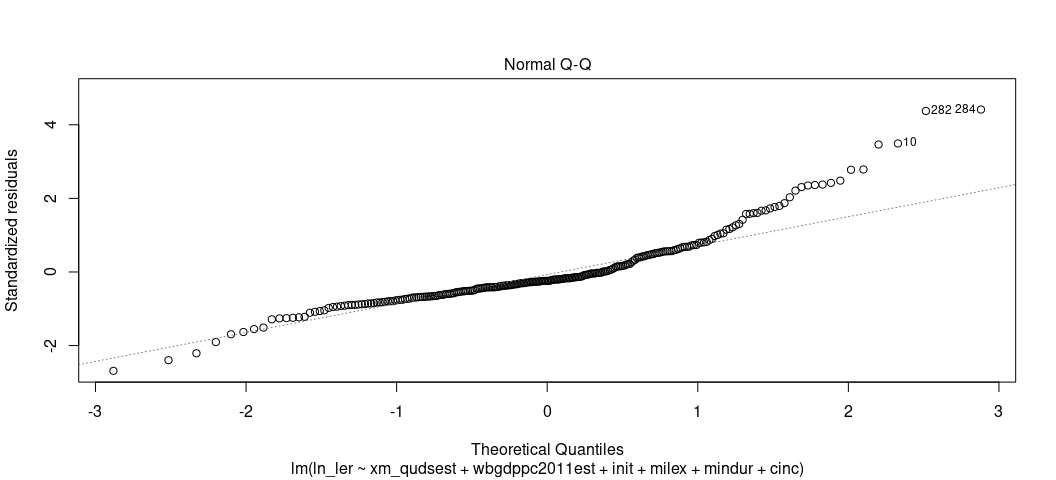 Normal Q-Q
4
2
0
-2
Standardized residuals
282 284
10
-3 -2 -1 0 1 2 3
Theoretical Quantiles
lm(ln_ler ~ xm_qudsest + wbgdppc2011est + init + milex + mindur + cinc)